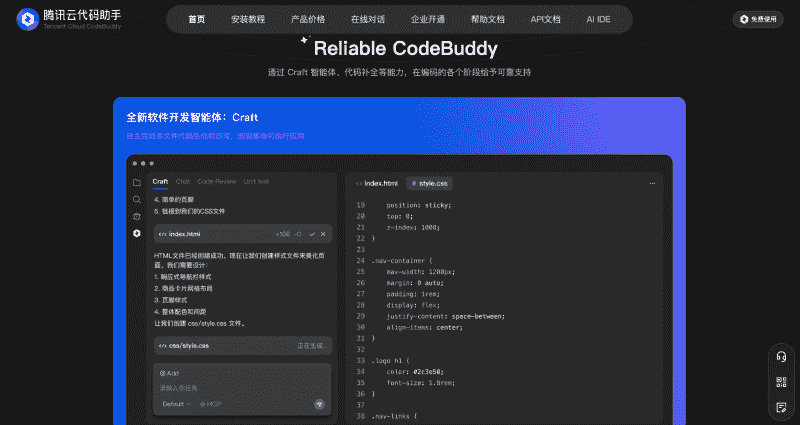 腾讯云代码助手
Tencent Cloud CodeBuddy
首页
安装教程
产品价格
在线对话
企业开通
帮助文档
API文档
AI IDE
免费使用
Reliable CodeBuddy
通过 Craft 智能体、代码补全等能力，在编码的各个阶段给予可靠支持
全新软件开发智能体：Craft
Craft
Chat
Code Review
Unit test
4. 简单的页脚
5. 链接到我们的CSS文件
index.html
+108 -0
HTML文件已经创建成功。现在让我们创建样式文件来美化页
面。我们需要设计：
1. 响应式导航栏样式
2. 商品卡片网格布局
3. 页脚样式
4. 整体配色和间距
让我们创建 css/style.css 文件。
css/style.css
正在生成...
@ Add
请输入你任务
Default
MCP
index.html
# style.css
19 position: sticky;
20 top: 0;
21 z-index: 1000;
22 }
23
24 .nav-container {
25 max-width: 1200px;
26 margin: 0 auto;
27 padding: 1rem;
28 display: flex;
29 justify-content: space-between;
30 align-items: center;
31 }
32
33 .logo h1 {
34 color: #2c3e50;
35 font-size: 1.8rem;
36 }
37
38 .nav-links {